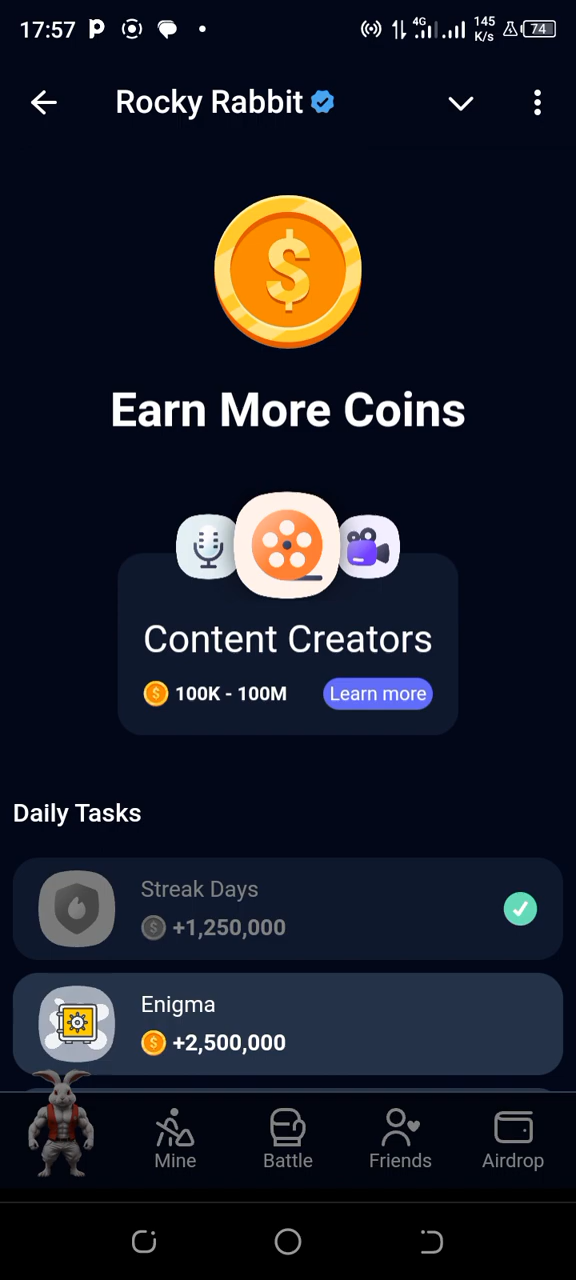 17:57 4G 145 K/s 74
Rocky Rabbit
Earn More Coins
Content Creators
100K - 100M Learn more
Daily Tasks
Streak Days
+1,250,000
Enigma
+2,500,000
Mine Battle Friends Airdrop